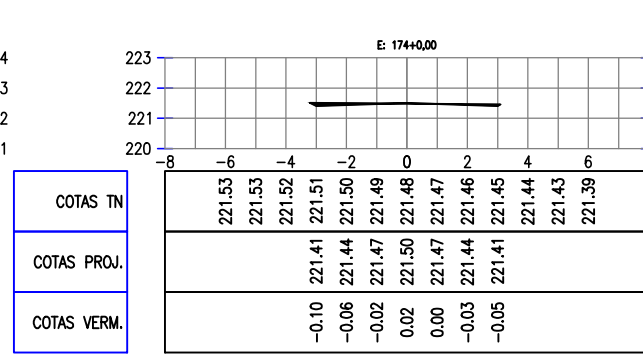 E: 174+0,00
4
223
3
222
2
221
1
220
-8 -6 -4 -2 0 2 4 6
COTAS TN 221.53 221.53 221.52 221.51 221.50 221.49 221.48 221.47 221.46 221.45 221.44 221.43 221.39
COTAS PROJ. 221.41 221.44 221.47 221.50 221.47 221.44 221.41
COTAS VERM. -0.10 -0.06 -0.02 0.02 0.00 -0.03 -0.05